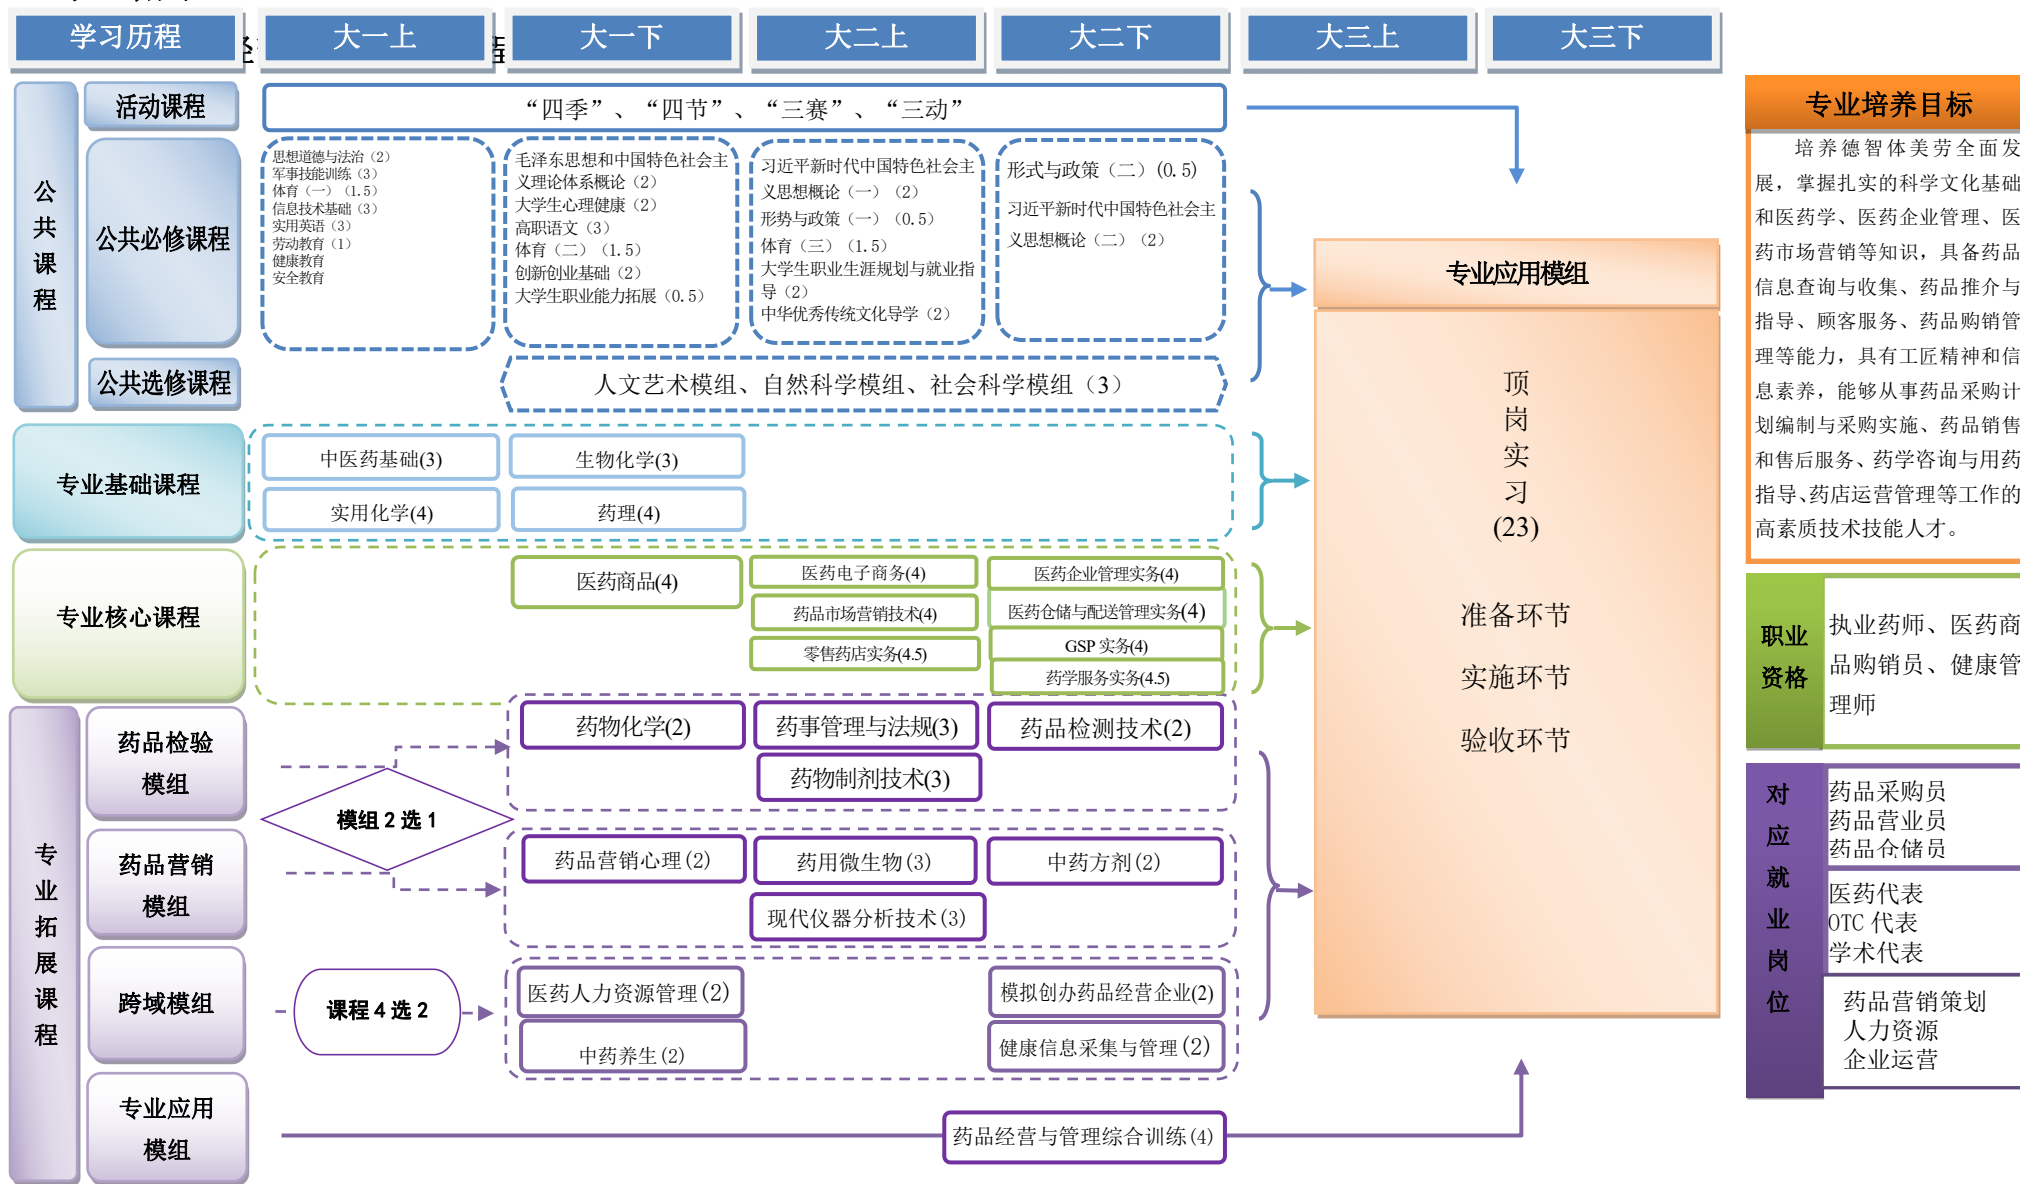 学习历程
大一上
大一下
大二上
大二下
大三上
大三下
公共课程
活动课程
“四季”、“四节”、“三赛”、“三动”
公共必修课程
思想道德与法治（2）
军事技能训练（3）
体育（一）（1.5）
信息技术基础（3）
实用英语（3）
劳动教育（1）
健康教育
安全教育
毛泽东思想和中国特色社会主
义理论体系概论（2）
大学生心理健康（2）
高职语文（3）
体育（二）（1.5）
创新创业基础（2）
大学生职业能力拓展（0.5）
习近平新时代中国特色社会主
义思想概论（一）（2）
形势与政策（一）（0.5）
体育（三）（1.5）
大学生职业生涯规划与就业指
导（2）
中华优秀传统文化导学（2）
形式与政策（二）(0.5)
习近平新时代中国特色社会主
义思想概论（二）（2）
公共选修课程
人文艺术模组、自然科学模组、社会科学模组（3）
专业基础课程
中医药基础(3)
生物化学(3)
实用化学(4)
药理(4)
专业核心课程
医药商品(4)
医药电子商务(4)
药品市场营销技术(4)
零售药店实务(4.5)
医药企业管理实务(4)
医药仓储与配送管理实务(4)
GSP 实务(4)
药学服务实务(4.5)
专业拓展课程
药品检验
模组
药品营销
模组
跨域模组
专业应用
模组
模组 2 选 1
课程 4 选 2
药物化学(2)
药事管理与法规(3)
药品检测技术(2)
药物制剂技术(3)
药品营销心理(2)
药用微生物(3)
中药方剂(2)
现代仪器分析技术(3)
医药人力资源管理(2)
模拟创办药品经营企业(2)
中药养生(2)
健康信息采集与管理(2)
药品经营与管理综合训练(4)
专业应用模组
顶
岗
实
习
(23)
准备环节
实施环节
验收环节
专业培养目标
培养德智体美劳全面发
展，掌握扎实的科学文化基础
和医药学、医药企业管理、医
药市场营销等知识，具备药品
信息查询与收集、药品推介与
指导、顾客服务、药品购销管
理等能力，具有工匠精神和信
息素养，能够从事药品采购计
划编制与采购实施、药品销售
和售后服务、药学咨询与用药
指导、药店运营管理等工作的
高素质技术技能人才。
职业
资格
执业药师、医药商
品购销员、健康管
理师
对应就业岗位
药品采购员
药品营业员
药品仓储员
医药代表
OTC 代表
学术代表
药品营销策划
人力资源
企业运营